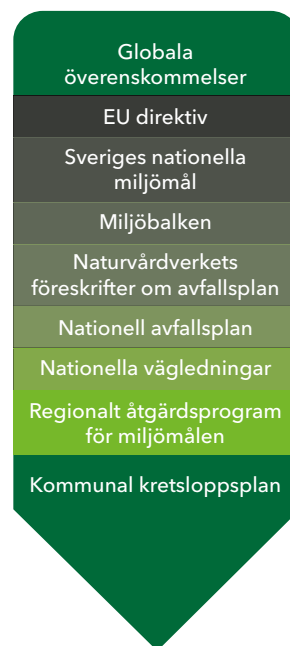 Globala
överenskommelser
EU direktiv
Sveriges nationella
miljömål
Miljöbalken
Naturvårdverkets
föreskrifter om avfallsplan
Nationell avfallsplan
Nationella vägledningar
Regionalt åtgärdsprogram
för miljömålen
Kommunal kretsloppsplan